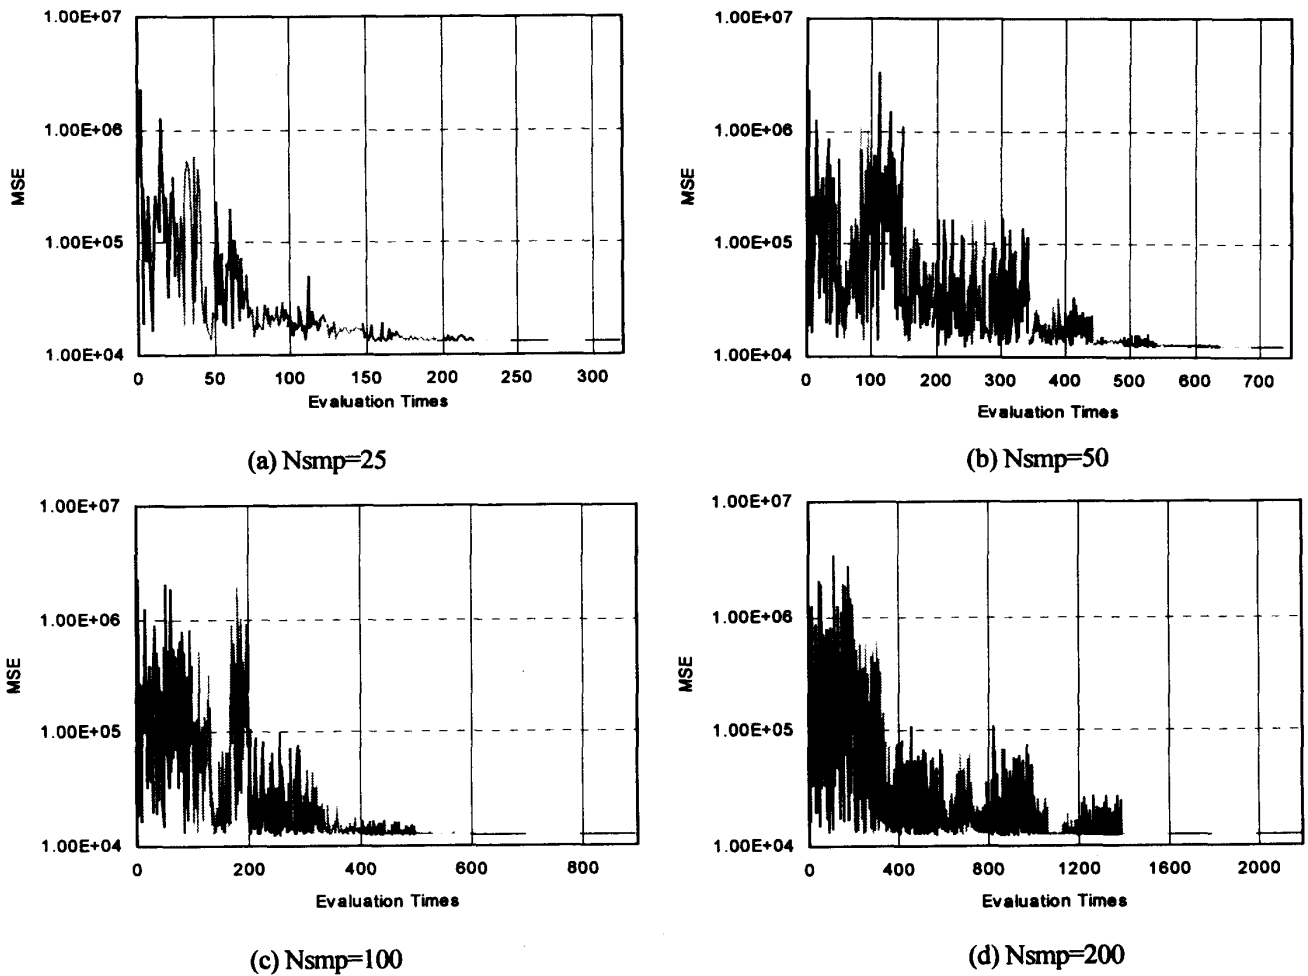 1.00E+07
1.00E+06
1.00E+05
1.00E+04
MSE
0 50 100 150 200 250 300
Evaluation Times
(a) Nsmp=25
1.00E+07
1.00E+06
1.00E+05
1.00E+04
MSE
0 100 200 300 400 500 600 700
Evaluation Times
(b) Nsmp=50
1.00E+07
1.00E+06
1.00E+05
1.00E+04
MSE
0 200 400 600 800
Evaluation Times
(c) Nsmp=100
1.00E+07
1.00E+06
1.00E+05
1.00E+04
MSE
0 400 800 1200 1600 2000
Evaluation Times
(d) Nsmp=200